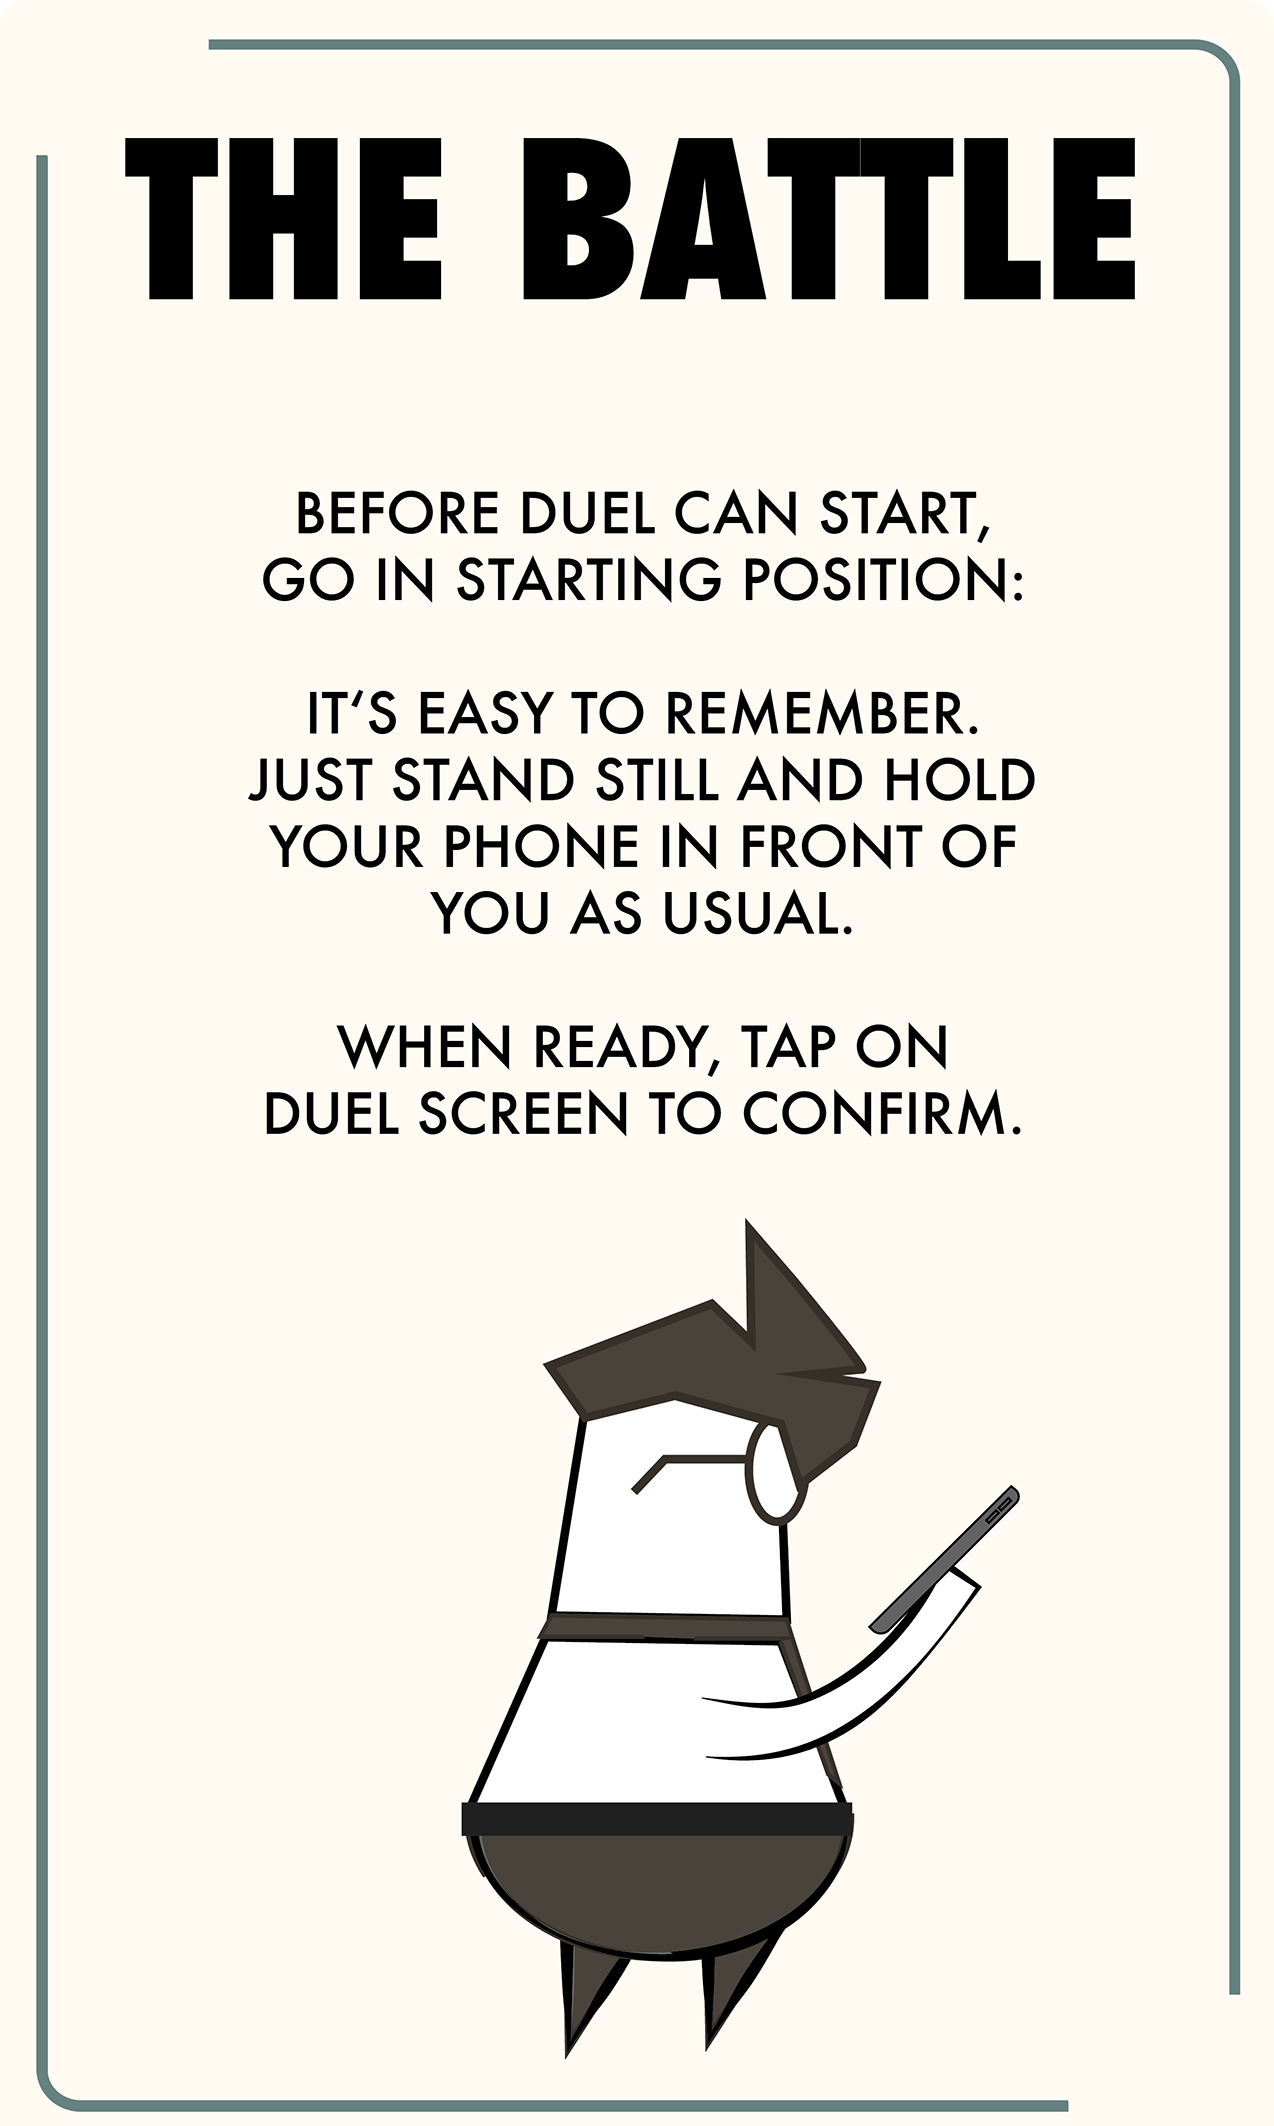 THE BATTLE
BEFORE DUEL CAN START,
GO IN STARTING POSITION:
IT'S EASY TO REMEMBER.
JUST STAND STILL AND HOLD
YOUR PHONE IN FRONT OF
YOU AS USUAL.
WHEN READY, TAP ON
DUEL SCREEN TO CONFIRM.